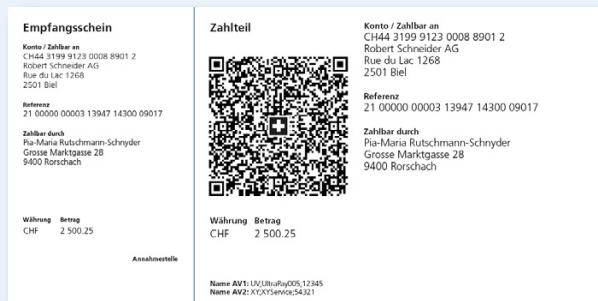 Empfangsschein
Konto / Zahlbar an
CH44 3199 9123 0008 8901 2
Robert Schneider AG
Rue du Lac 1268
2501 Biel
Referenz
21 00000 00003 13947 14300 09017
Zahlbar durch
Pia-Maria Rutschmann-Schnyder
Grosse Marktgasse 28
9400 Rorschach
Währung Betrag
CHF 2 500.25
Annahmestelle
Zahlteil
Währung Betrag
CHF 2 500.25
Name AV1: UV;UltraPay005;12345
Name AV2: XY;XYService;54321
Konto / Zahlbar an
CH44 3199 9123 0008 8901 2
Robert Schneider AG
Rue du Lac 1268
2501 Biel
Referenz
21 00000 00003 13947 14300 09017
Zahlbar durch
Pia-Maria Rutschmann-Schnyder
Grosse Marktgasse 28
9400 Rorschach